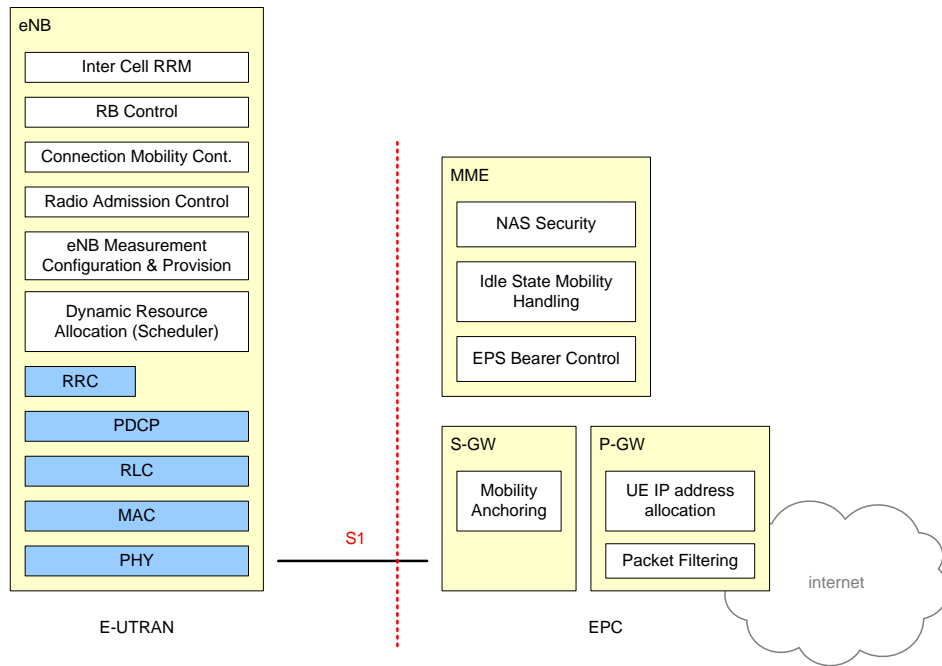 eNB
Inter Cell RRM
RB Control
Connection Mobility Cont.
Radio Admission Control
eNB Measurement
Configuration & Provision
Dynamic Resource
Allocation (Scheduler)
RRC
PDCP
RLC
MAC
PHY
S1
MME
NAS Security
Idle State Mobility
Handling
EPS Bearer Control
S-GW
Mobility
Anchoring
P-GW
UE IP address
allocation
Packet Filtering
internet
E-UTRAN
EPC